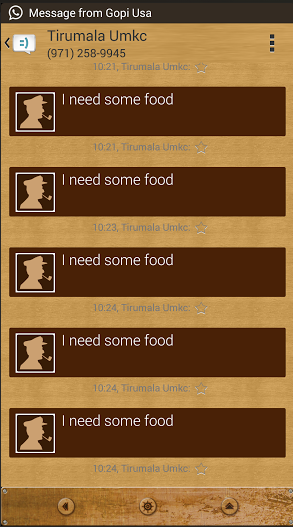 Message from Gopi Usa
Tirumala Umkc
(971) 258-9945
10:21, Tirumala Umkc:
I need some food
10:21, Tirumala Umkc:
I need some food
10:23, Tirumala Umkc:
I need some food
10:24, Tirumala Umkc:
I need some food
10:24, Tirumala Umkc:
I need some food
10:24, Tirumala Umkc: